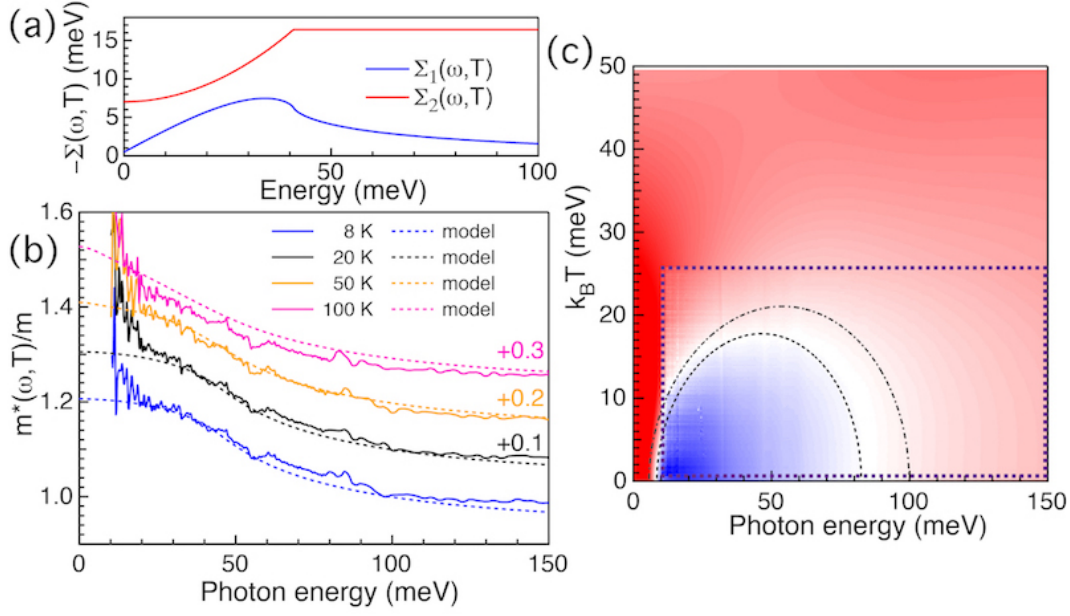 (a)
−Σ(ω,T) (meV)
15
10
5
0
Σ₁(ω,T)
Σ₂(ω,T)
0
50
100
Energy (meV)
(b)
m*(ω,T)/m
1.6
1.4
1.2
1.0
8 K model
20 K model
50 K model
100 K model
+0.3
+0.2
+0.1
0
50
100
150
Photon energy (meV)
(c)
k_BT (meV)
50
40
30
20
10
0
0
50
100
150
Photon energy (meV)